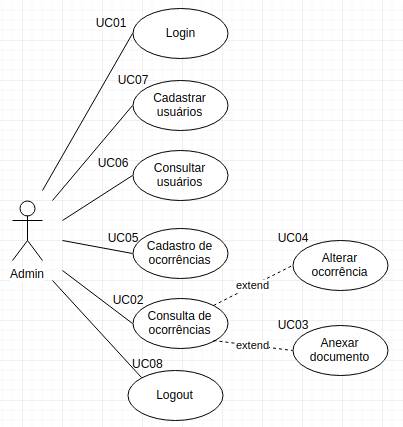 UC01
Login
UC07
Cadastrar
usuários
UC06
Consultar
usuários
Admin
UC05
Cadastro de
ocorrências
UC04
Alterar
ocorrência
extend
UC02
Consulta de
ocorrências
UC03
Anexar
documento
extend
UC08
Logout